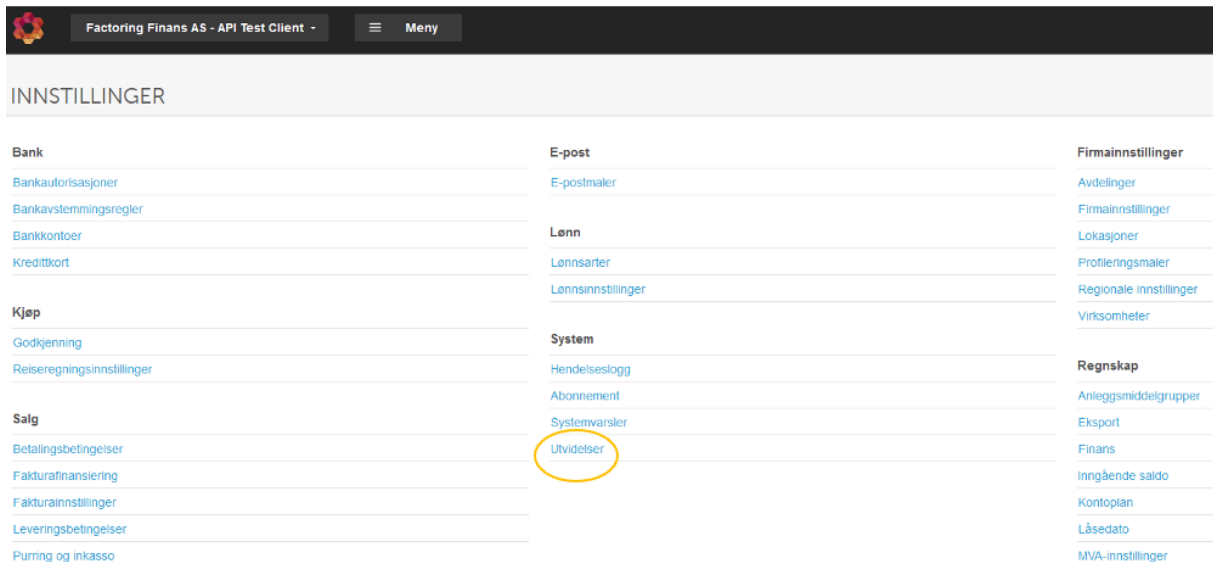 Factoring Finans AS - API Test Client
Meny
INNSTILLINGER
Bank
Bankautorisasjoner
Bankavstemmingsregler
Bankkontoer
Kredittkort
Kjøp
Godkjenning
Reiseregningsinnstillinger
Salg
Betalingsbetingelser
Fakturafinansiering
Fakturainnstillinger
Leveringsbetingelser
Purring og inkasso
E-post
E-postmaler
Lønn
Lønnsarter
Lønnsinnstillinger
System
Hendelseslogg
Abonnement
Systemvarsler
Utvidelser
Firmainnstillinger
Avdelinger
Firmainnstillinger
Lokasjoner
Profileringsmaler
Regionale innstillinger
Virksomheter
Regnskap
Anleggsmiddelgrupper
Eksport
Finans
Inngående saldo
Kontoplan
Låsedato
MVA-innstillinger